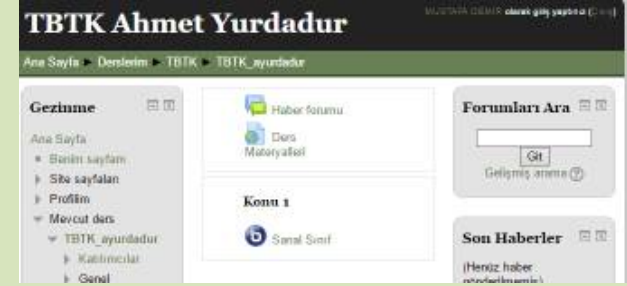 TBTK Ahmet Yurdadur
MUSTAFA DEMİR olarak giriş yaptınız (Çıkış)
Ana Sayfa Derslerim TBTK TBTK_ayurdadur
Gezinme
Ana Sayfa
Benim sayfam
Site sayfaları
Profilim
Mevcut ders
TBTK_ayurdadur
Katılımcılar
Genel
Haber forumu
Ders
Materyalleri
Konu 1
Sanal Sınıf
Forumları Ara
Git
Gelişmiş arama
Son Haberler
(Henüz haber
gönderilmemiş)